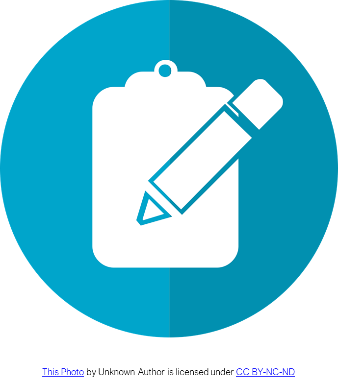 This Photo by Unknown Author is licensed under CC BY-NC-ND